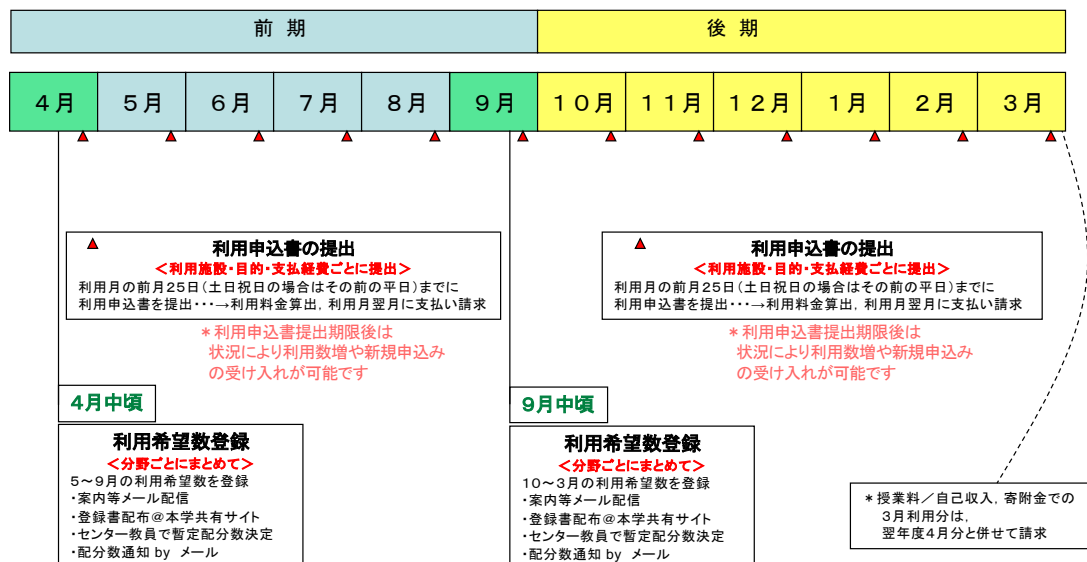 前 期
後 期
4月
5月
6月
7月
8月
9月
10月
11月
12月
1月
2月
3月
利用申込書の提出
＜利用施設・目的・支払経費ごとに提出＞
利用月の前月25日(土日祝日の場合はその前の平日)までに
利用申込書を提出・・・→利用料金算出, 利用月翌月に支払い請求
＊利用申込書提出期限後は
状況により利用数増や新規申込み
の受け入れが可能です
利用申込書の提出
＜利用施設・目的・支払経費ごとに提出＞
利用月の前月25日(土日祝日の場合はその前の平日)までに
利用申込書を提出・・・→利用料金算出, 利用月翌月に支払い請求
＊利用申込書提出期限後は
状況により利用数増や新規申込み
の受け入れが可能です
4月中頃
利用希望数登録
＜分野ごとにまとめて＞
5～9月の利用希望数を登録
・案内等メール配信
・登録書配布＠本学共有サイト
・センター教員で暫定配分数決定
・配分数通知 by メール
9月中頃
利用希望数登録
＜分野ごとにまとめて＞
10～3月の利用希望数を登録
・案内等メール配信
・登録書配布＠本学共有サイト
・センター教員で暫定配分数決定
・配分数通知 by メール
＊授業料／自己収入, 寄附金での
3月利用分は,
翌年度4月分と併せて請求